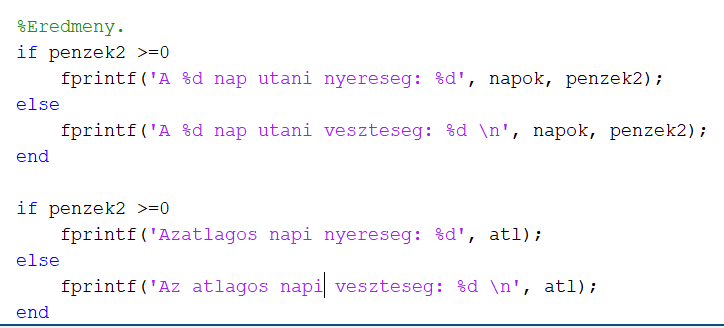 %Eredmeny.
if penzek2 >=0
    fprintf('A %d nap utani nyereseg: %d', napok, penzek2);
else
    fprintf('A %d nap utani veszteseg: %d \n', napok, penzek2);
end

if penzek2 >=0
    fprintf('Azatlagos napi nyereseg: %d', atl);
else
    fprintf('Az atlagos napi veszteseg: %d \n', atl);
end